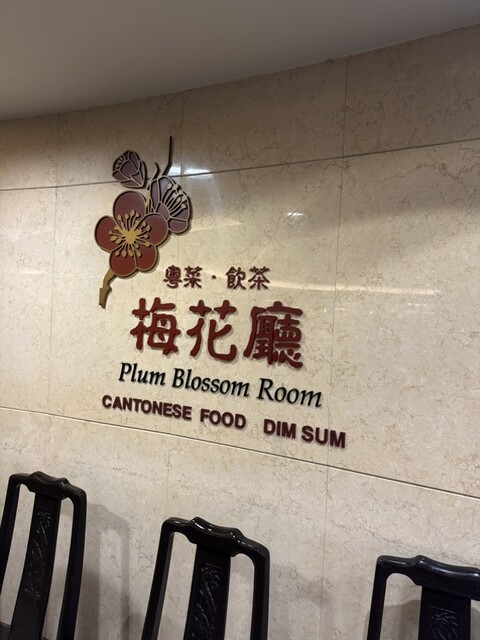 粵菜・飲茶
梅花廳
Plum Blossom Room
CANTONESE FOOD DIM SUM